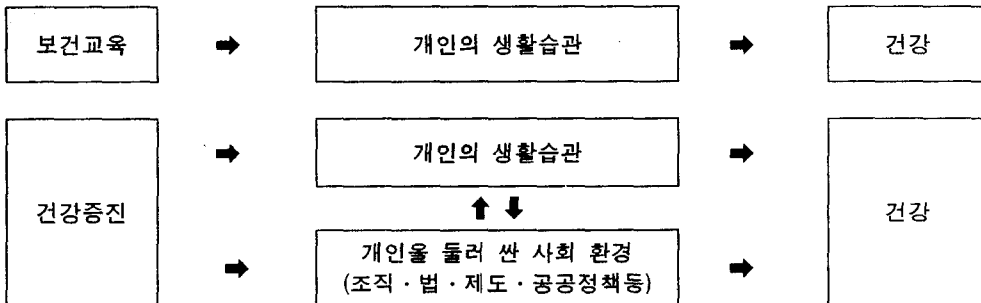 보건교육
개인의 생활습관
건강
개인의 생활습관
건강증진
건강
개인울 둘러 싼 사회 환경
(조직 · 법 · 제도 · 공공정책등)